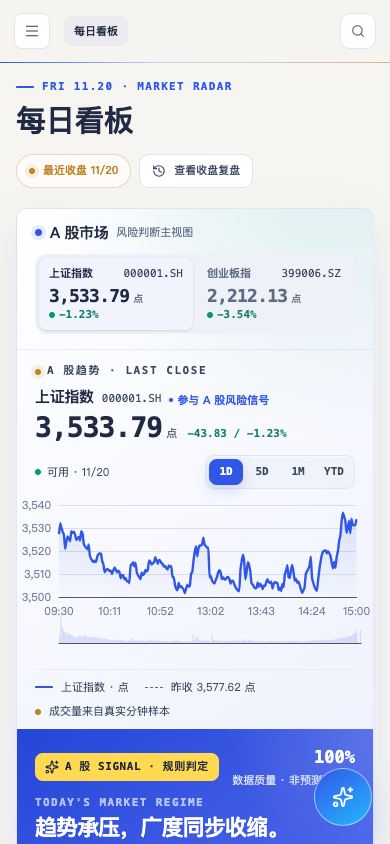 每日看板
FRI 11.20 · MARKET RADAR
每日看板
最近收盘 11/20
查看收盘复盘
A 股市场 风险判断主视图
上证指数 000001.SH
3,533.79 点
−1.23%
创业板指 399006.SZ
2,212.13 点
−3.54%
A 股趋势 · LAST CLOSE
上证指数 000001.SH • 参与 A 股风险信号
3,533.79 点 −43.83 / −1.23%
可用 · 11/20
1D 5D 1M YTD
3,540
3,530
3,520
3,510
3,500
09:30 10:11 10:52 13:02 13:43 14:24 15:00
上证指数 · 点 昨收 3,577.62 点
成交量来自真实分钟样本
A 股 SIGNAL · 规则判定
100%
数据质量 · 非预测
TODAY'S MARKET REGIME
趋势承压，广度同步收缩。